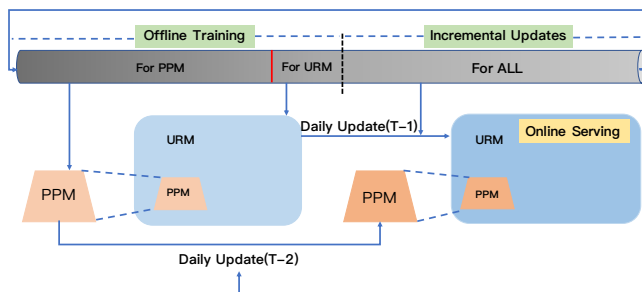 Offline Training
Incremental Updates
For PPM
For URM
For ALL
Daily Update(T-1)
URM
Online Serving
URM
PPM
PPM
PPM
PPM
Daily Update(T-2)